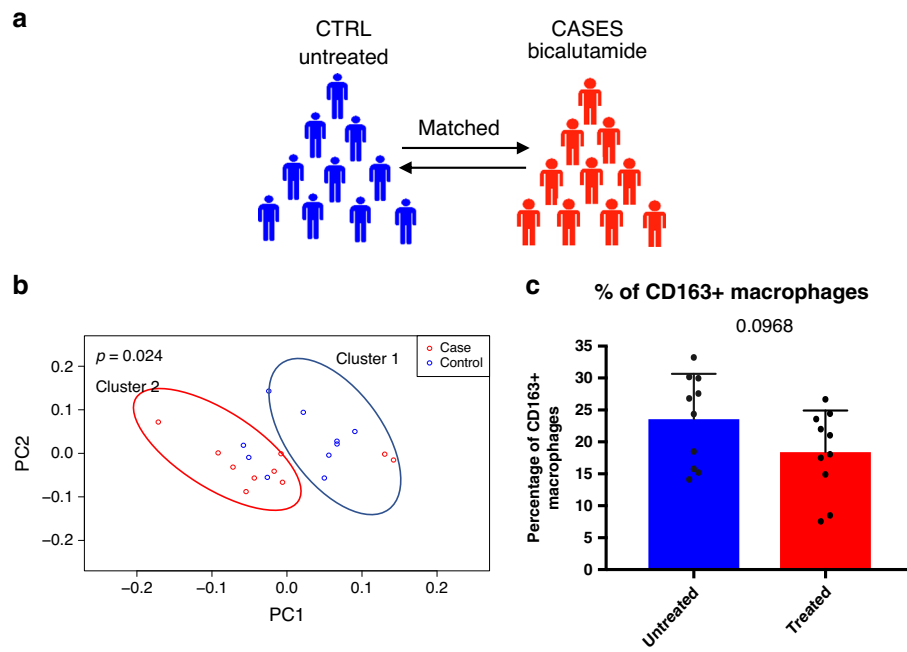 a
CTRL
untreated
CASES
bicalutamide
Matched
b
p = 0.024
Cluster 2
Cluster 1
Case
Control
0.2
0.1
0.0
−0.1
−0.2
PC2
−0.2
−0.1
0.0
0.1
0.2
PC1
c
% of CD163+ macrophages
0.0968
35
30
25
20
15
10
5
0
Percentage of CD163+
macrophages
Untreated
Treated